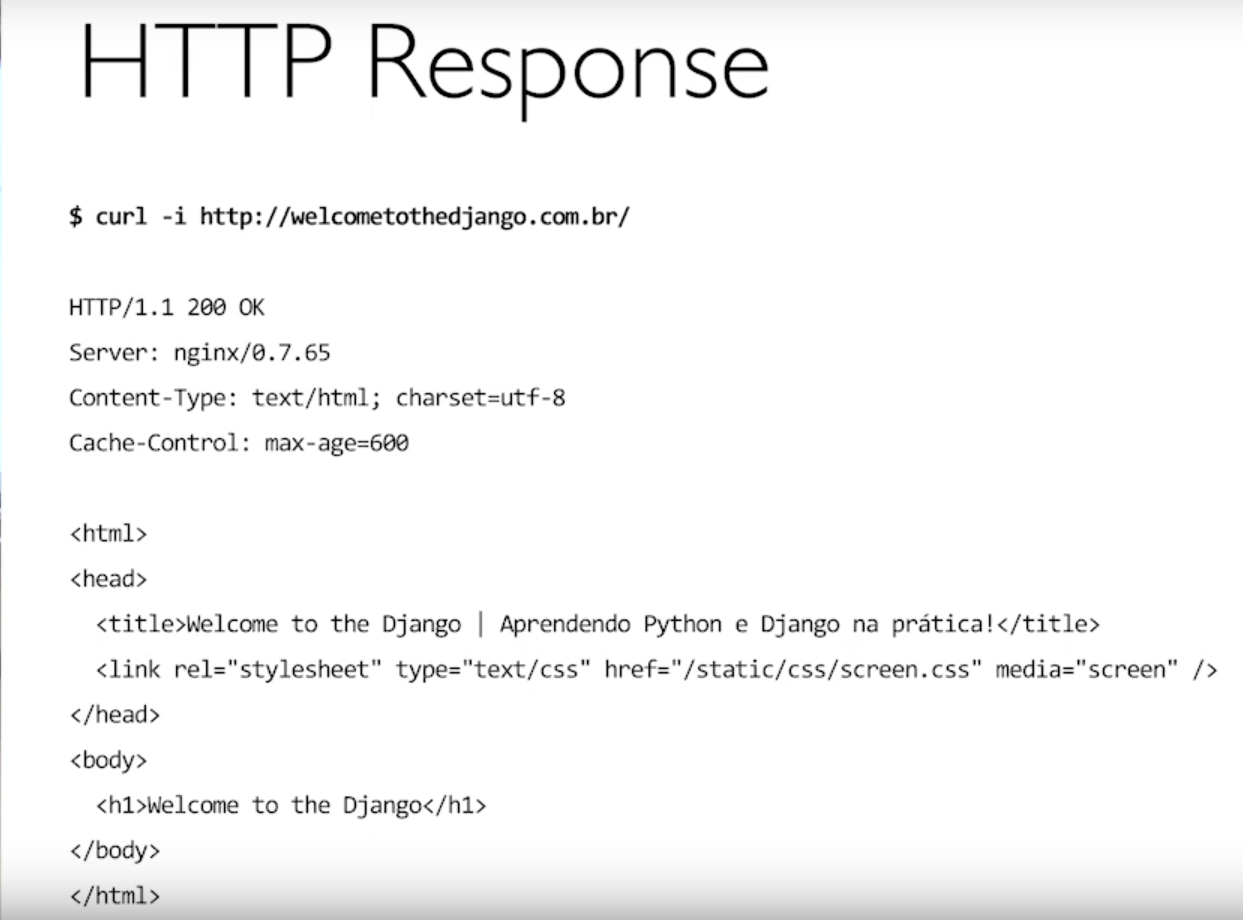 HTTP Response
$ curl -i http://welcometothedjango.com.br/
HTTP/1.1 200 OK
Server: nginx/0.7.65
Content-Type: text/html; charset=utf-8
Cache-Control: max-age=600
<html>
<head>
<title>Welcome to the Django | Aprendendo Python e Django na prática!</title>
<link rel="stylesheet" type="text/css" href="/static/css/screen.css" media="screen" />
</head>
<body>
<h1>Welcome to the Django</h1>
</body>
</html>